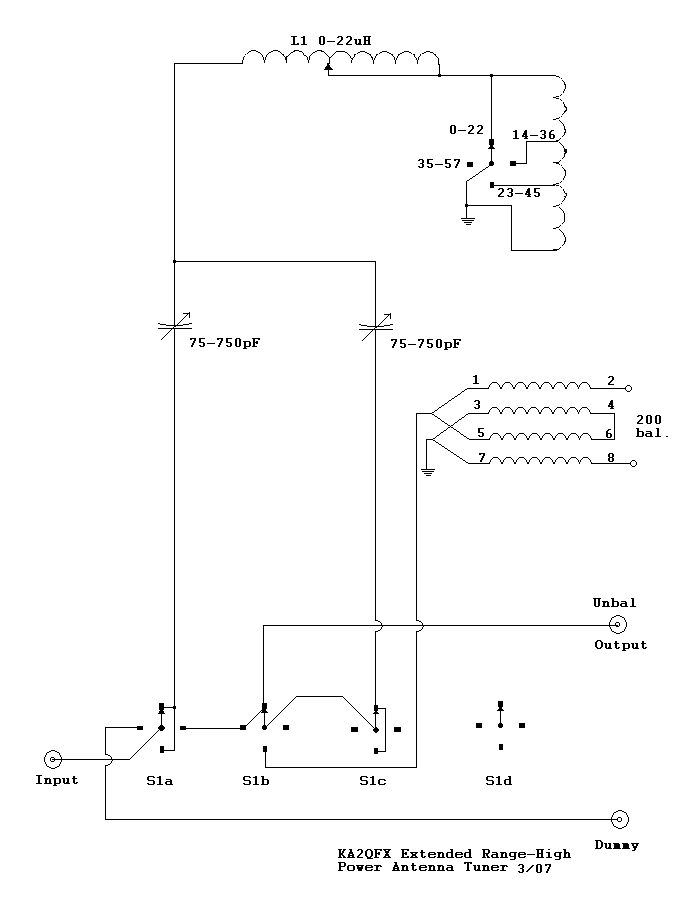 L1 0-22uH
0-22
14-36
35-57
23-45
75-750pF
75-750pF
1
2
3
4
200
bal.
5
6
7
8
Unbal
Output
Input
S1a
S1b
S1c
S1d
Dummy
KA2QFX Extended Range-High
Power Antenna Tuner 3/07